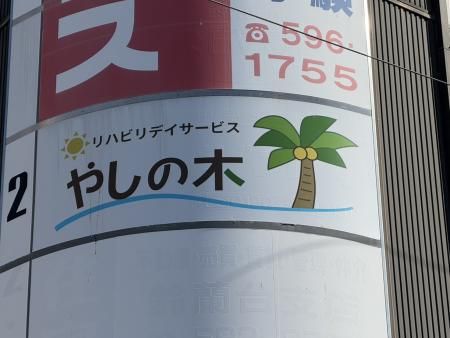 ス
☎596-
1755
2
リハビリデイサービス
やしの木